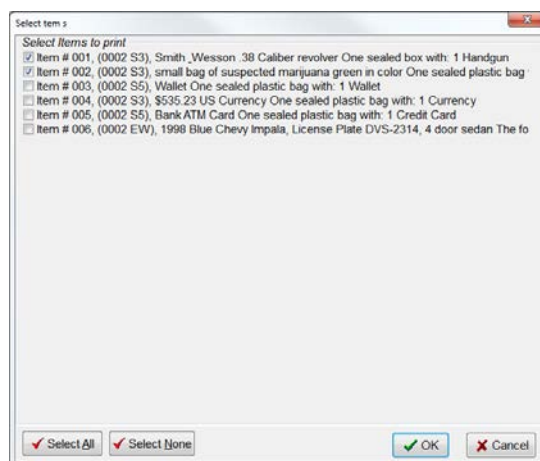 Select Item s
Select Items to print
Item # 001, (0002 S3), Smith _Wesson .38 Caliber revolver One sealed box with: 1 Handgun
Item # 002, (0002 S3), small bag of suspected marijuana green in color One sealed plastic bag
Item # 003, (0002 S5), Wallet One sealed plastic bag with: 1 Wallet
Item # 004, (0002 S3), $535.23 US Currency One sealed plastic bag with: 1 Currency
Item # 005, (0002 S5), Bank ATM Card One sealed plastic bag with: 1 Credit Card
Item # 006, (0002 EW), 1998 Blue Chevy Impala, License Plate DVS-2314, 4 door sedan The fo
Select All Select None OK Cancel